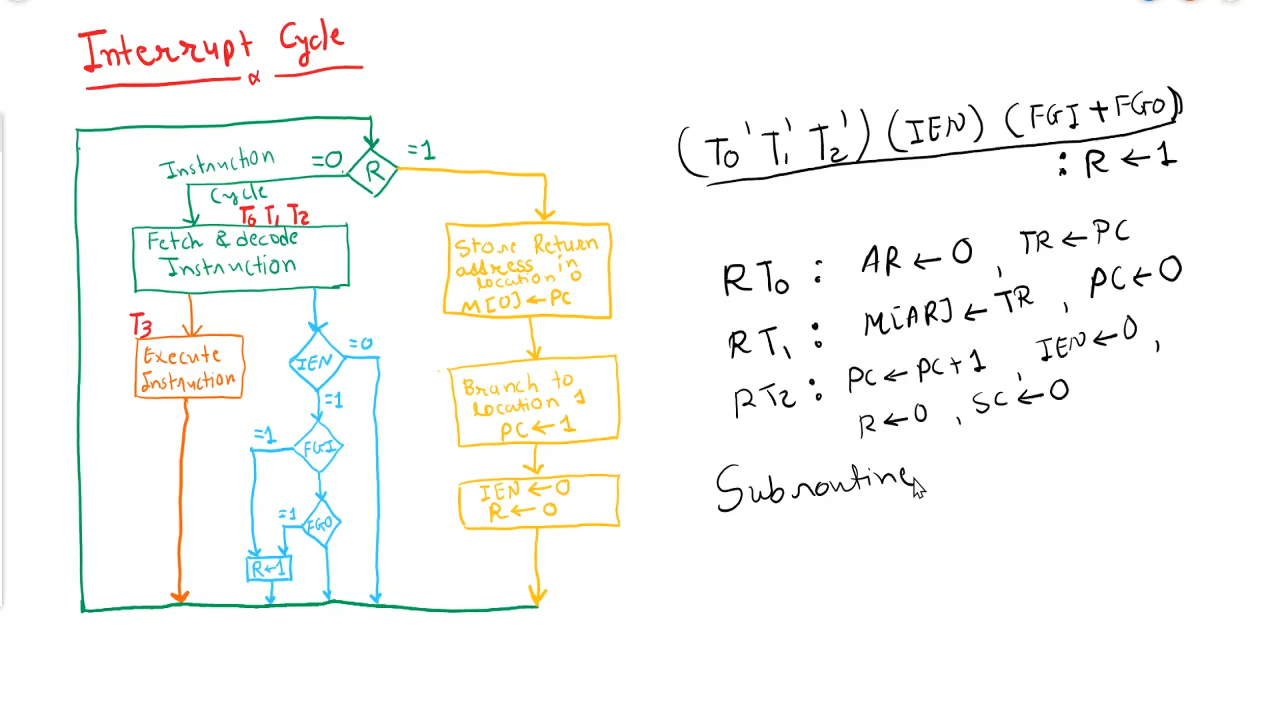 Interrupt Cycle
α
Instruction
Cycle
=0
R
=1
T0 T1 T2
Fetch & decode
Instruction
T3
Execute
Instruction
IEN
=0
=1
FGI
=1
FGO
=1
R←1
Store Return
address in
location 0
M[0]←PC
Branch to
location 1
PC←1
IEN←0
R←0
(T0' T1' T2') (IEN) (FGI+FGO)
: R←1
RT0 : AR←0 , TR←PC
RT1 : M[AR]←TR , PC←0
RT2 : PC←PC+1 , IEN←0 ,
R←0 , SC←0
Subroutine